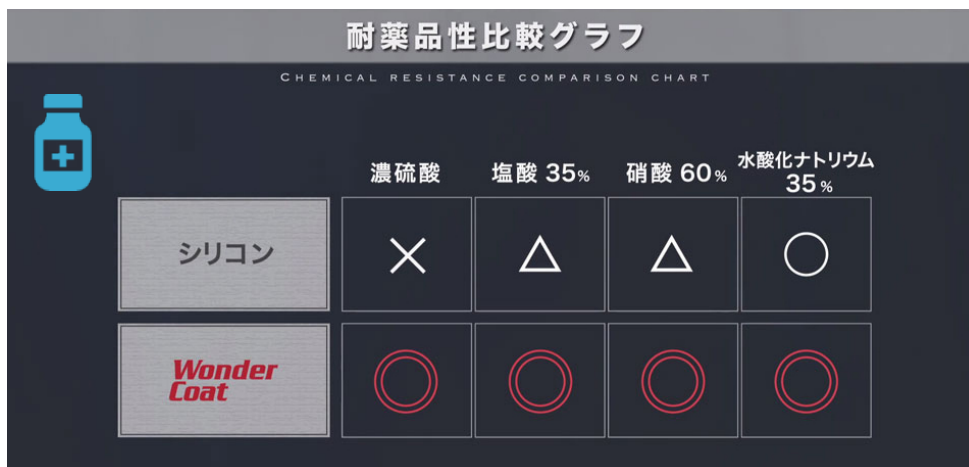 耐薬品性比較グラフ
CHEMICAL RESISTANCE COMPARISON CHART
濃硫酸 塩酸 35% 硝酸 60% 水酸化ナトリウム
35%
シリコン × △ △ ○
Wonder
Coat ◎ ◎ ◎ ◎